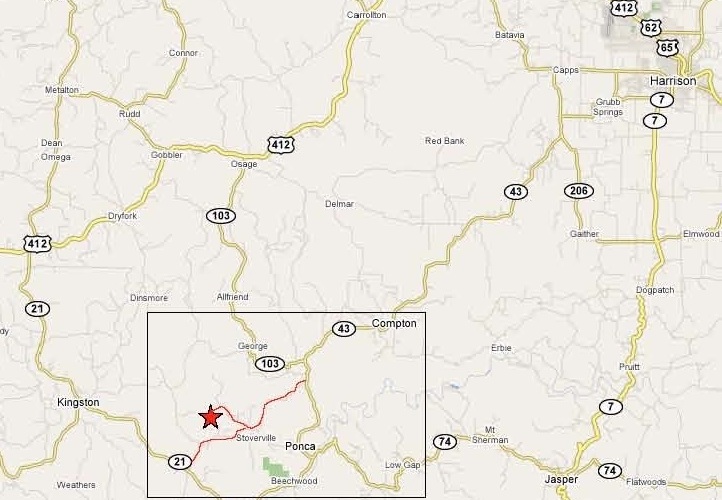 Carrollton
412
62
65
Batavia
Connor
Capps
Harrison
Metalton
7
Grubb
Springs
Rudd
7
Dean
Omega
412
Red Bank
Gobbler
Osage
43
206
Delmar
103
Dryfork
Gaither
Elmwood
412
Dogpatch
Dinsmore
Alffriend
21
dy
43
Compton
George
Erbie
103
Pruitt
Kingston
7
Stoverville
Mt
Sherman
74
Ponca
21
Low Gap
74
Jasper
Weathers
Beechwood
Flatwoods